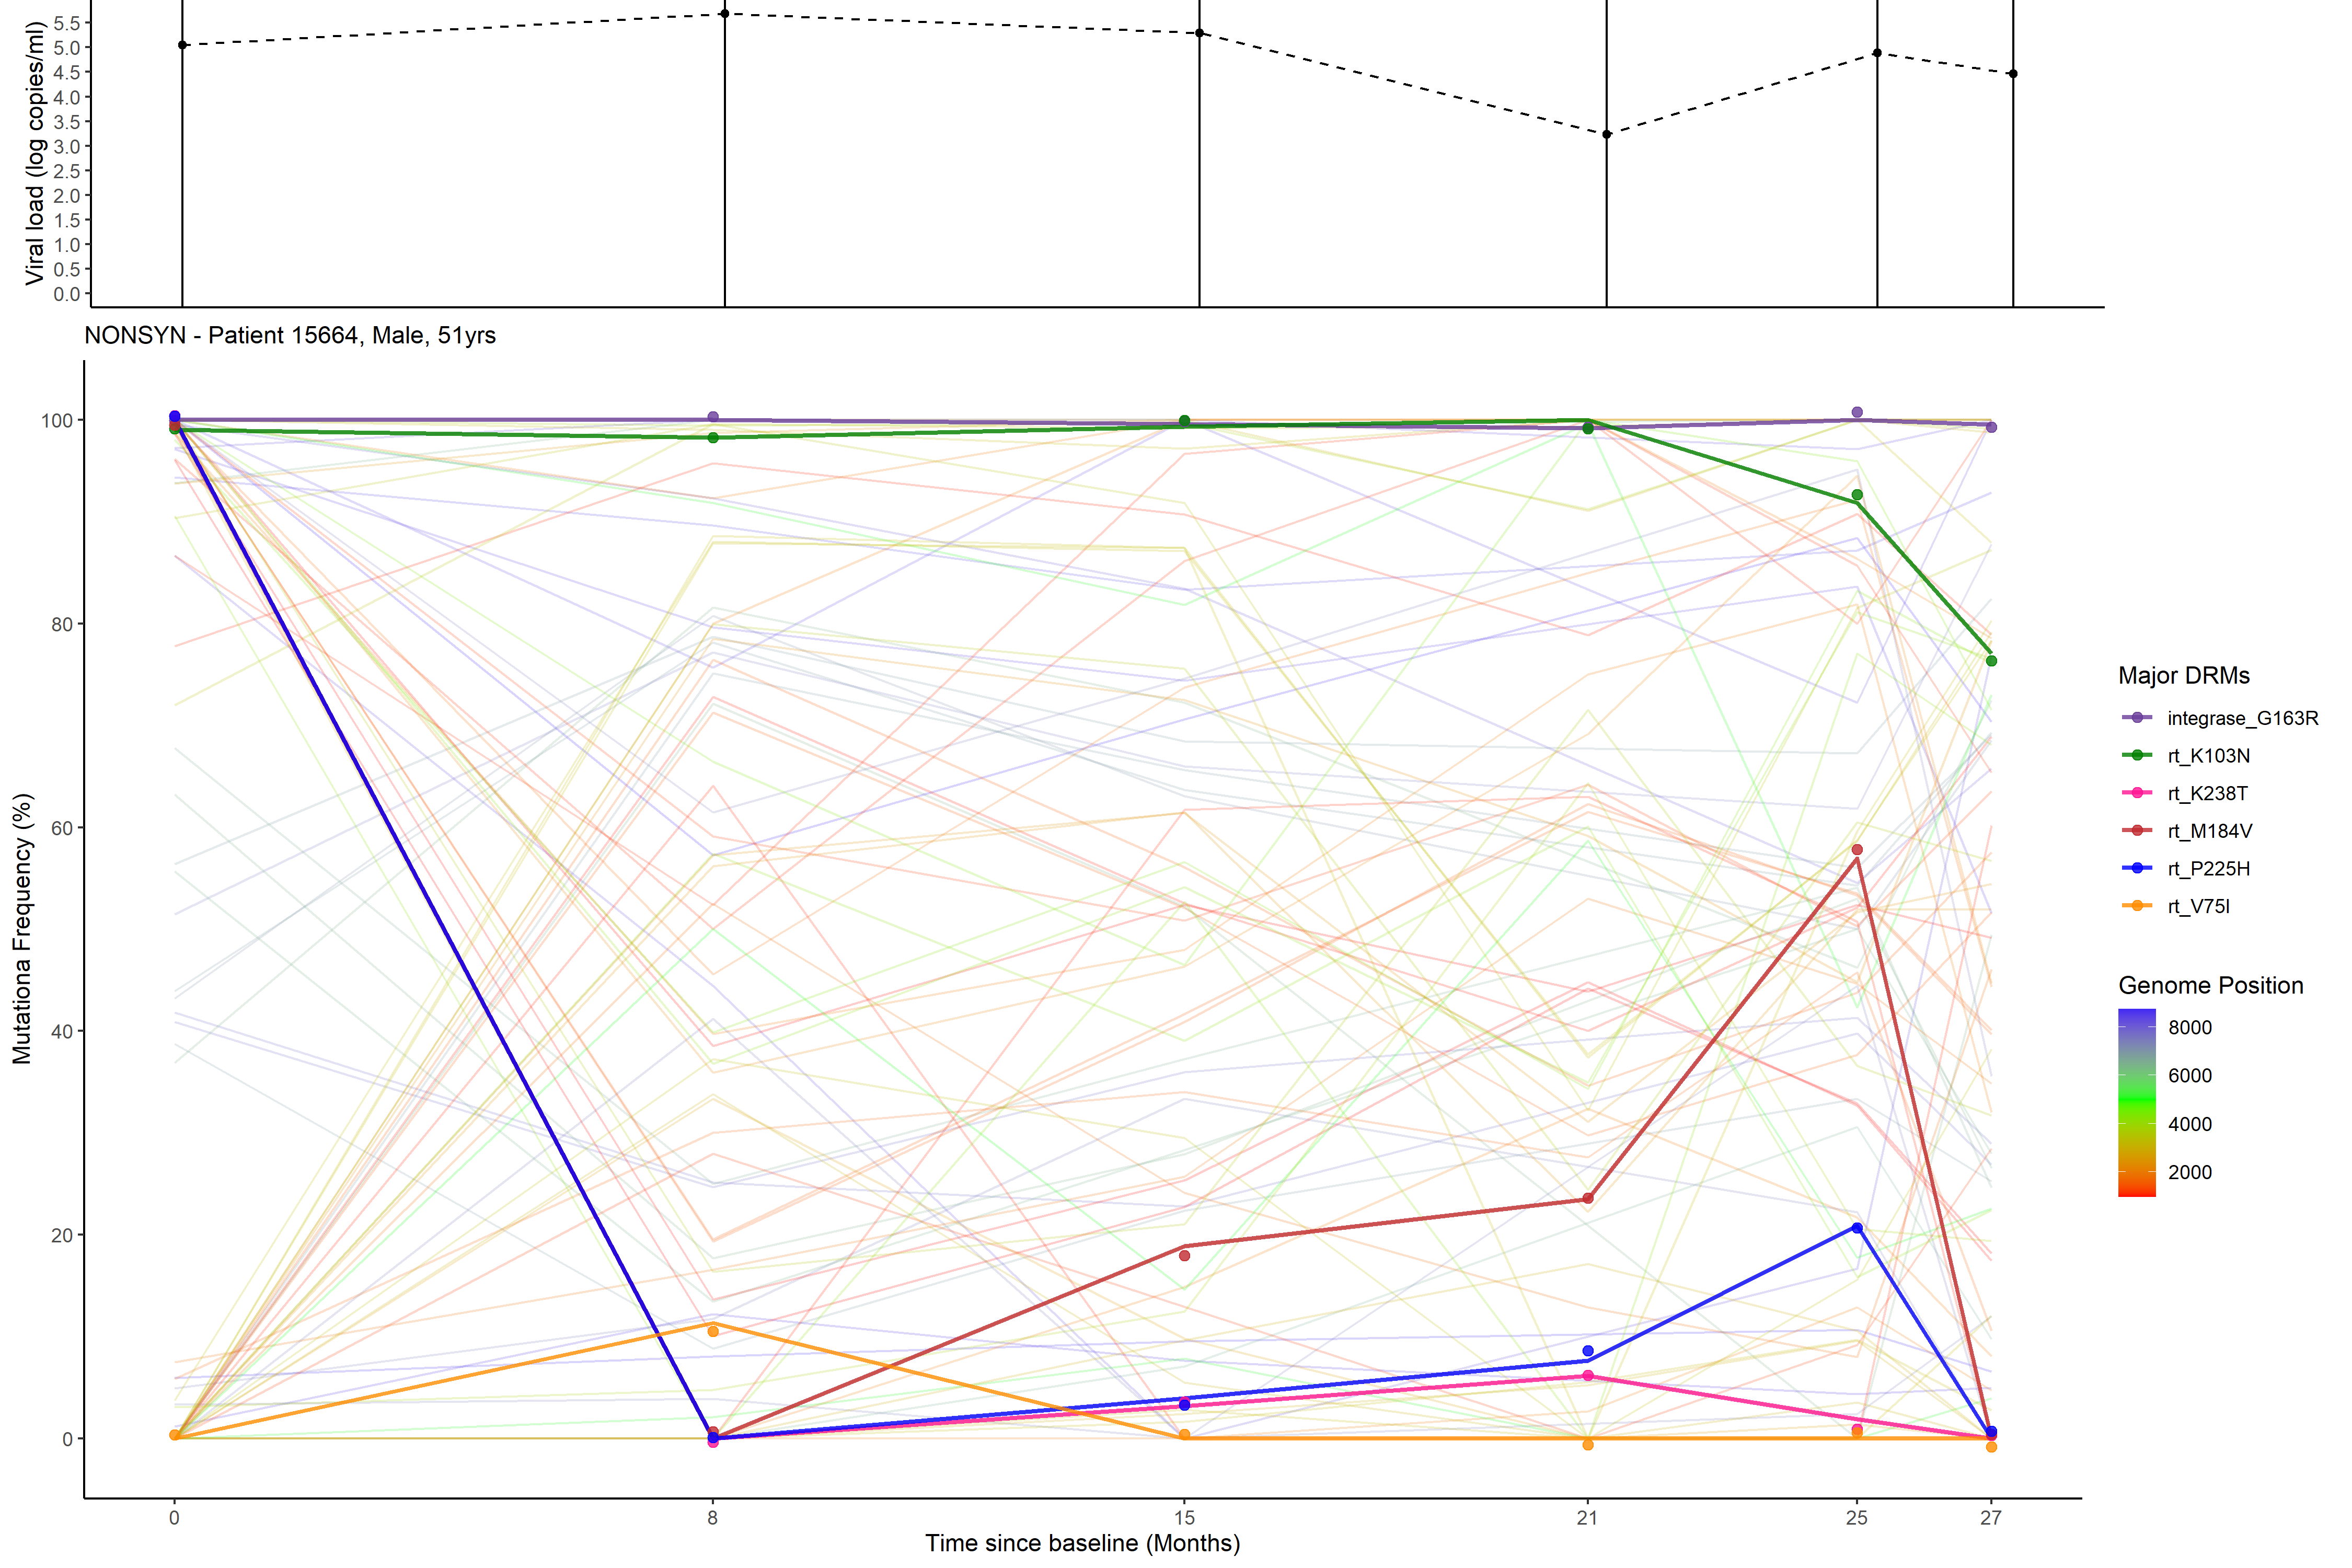 Viral load (log copies/ml)
5.5
5.0
4.5
4.0
3.5
3.0
2.5
2.0
1.5
1.0
0.5
0.0
NONSYN - Patient 15664, Male, 51yrs
Mutationa Frequency (%)
100
80
60
40
20
0
0 8 15 21 25 27
Time since baseline (Months)
Major DRMs
integrase_G163R
rt_K103N
rt_K238T
rt_M184V
rt_P225H
rt_V75I
Genome Position
8000
6000
4000
2000